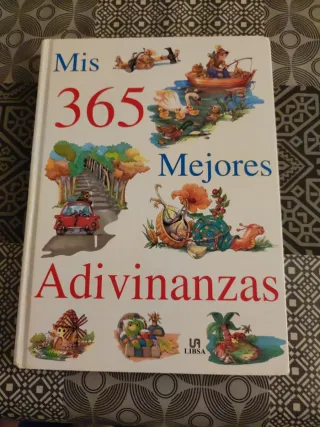 Mis
365
Mejores
Adivinanzas
LIBSA